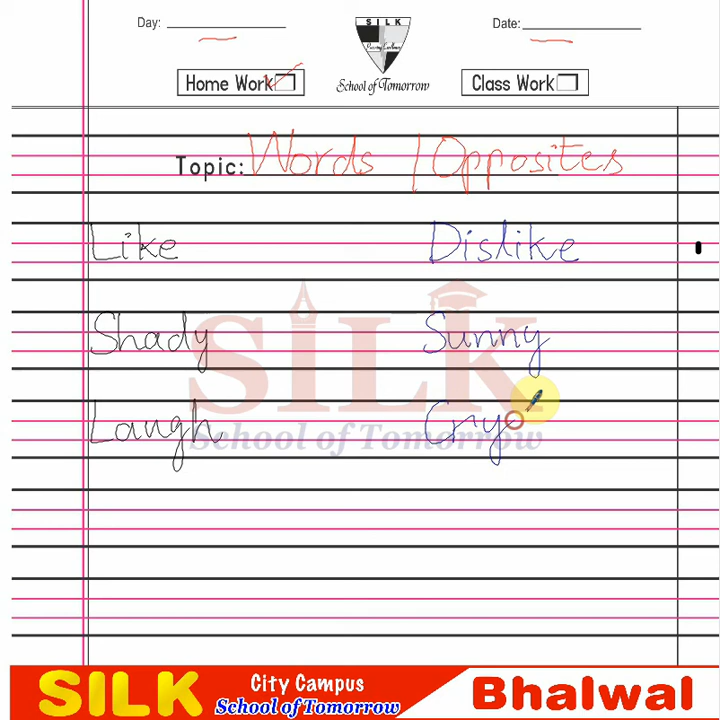 Day: Date:
SILK
Home Work School of Tomorrow Class Work
Topic: Words / Opposites
Like Dislike
SILK
Shady Sunny
Laugh Cry
School of Tomorrow
SILK City Campus Bhalwal
School of Tomorrow